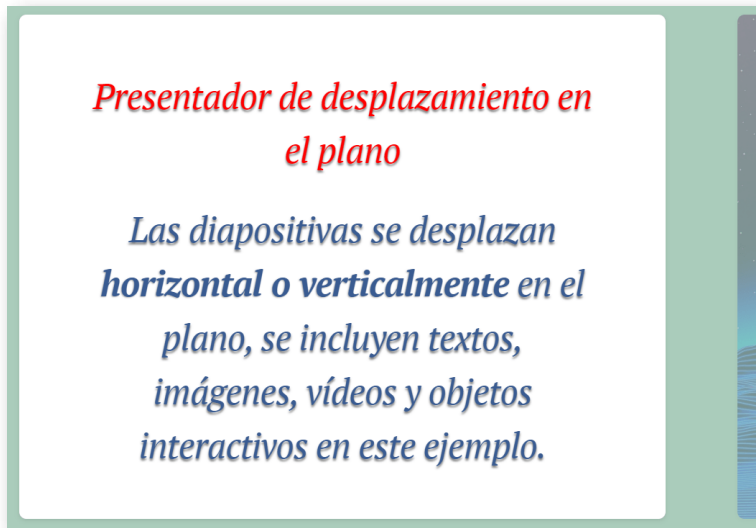 Presentador de desplazamiento en
el plano
Las diapositivas se desplazan
horizontal o verticalmente en el
plano, se incluyen textos,
imágenes, vídeos y objetos
interactivos en este ejemplo.